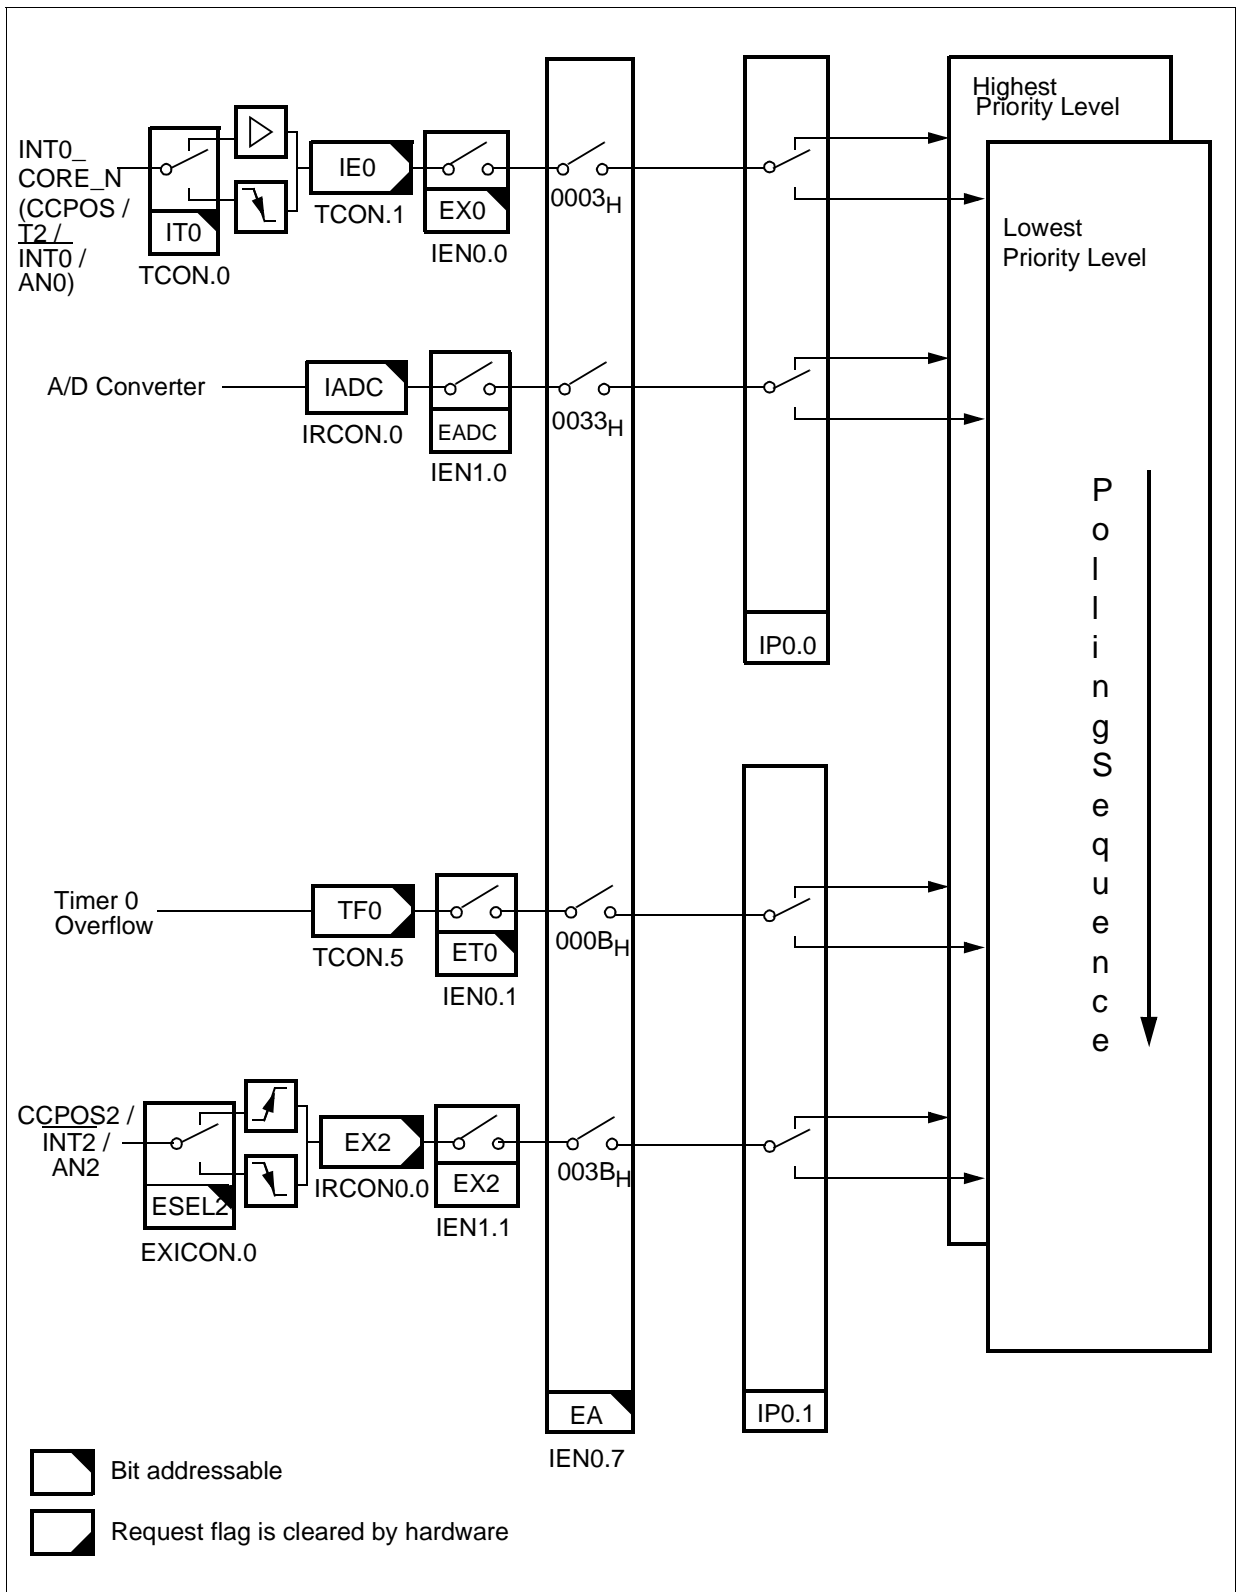 Highest
Priority Level
INT0_
CORE_N
(CCPOS /
T2 /
INT0 /
AN0)
IT0
TCON.0
IE0
TCON.1
EX0
IEN0.0
0003H
Lowest
Priority Level
A/D Converter
IADC
IRCON.0
EADC
IEN1.0
0033H
IP0.0
Polling Sequence
Timer 0
Overflow
TF0
TCON.5
ET0
IEN0.1
000BH
CCPOS2 /
INT2 /
AN2
ESEL2
EXICON.0
EX2
IRCON0.0
EX2
IEN1.1
003BH
EA
IEN0.7
IP0.1
Bit addressable
Request flag is cleared by hardware